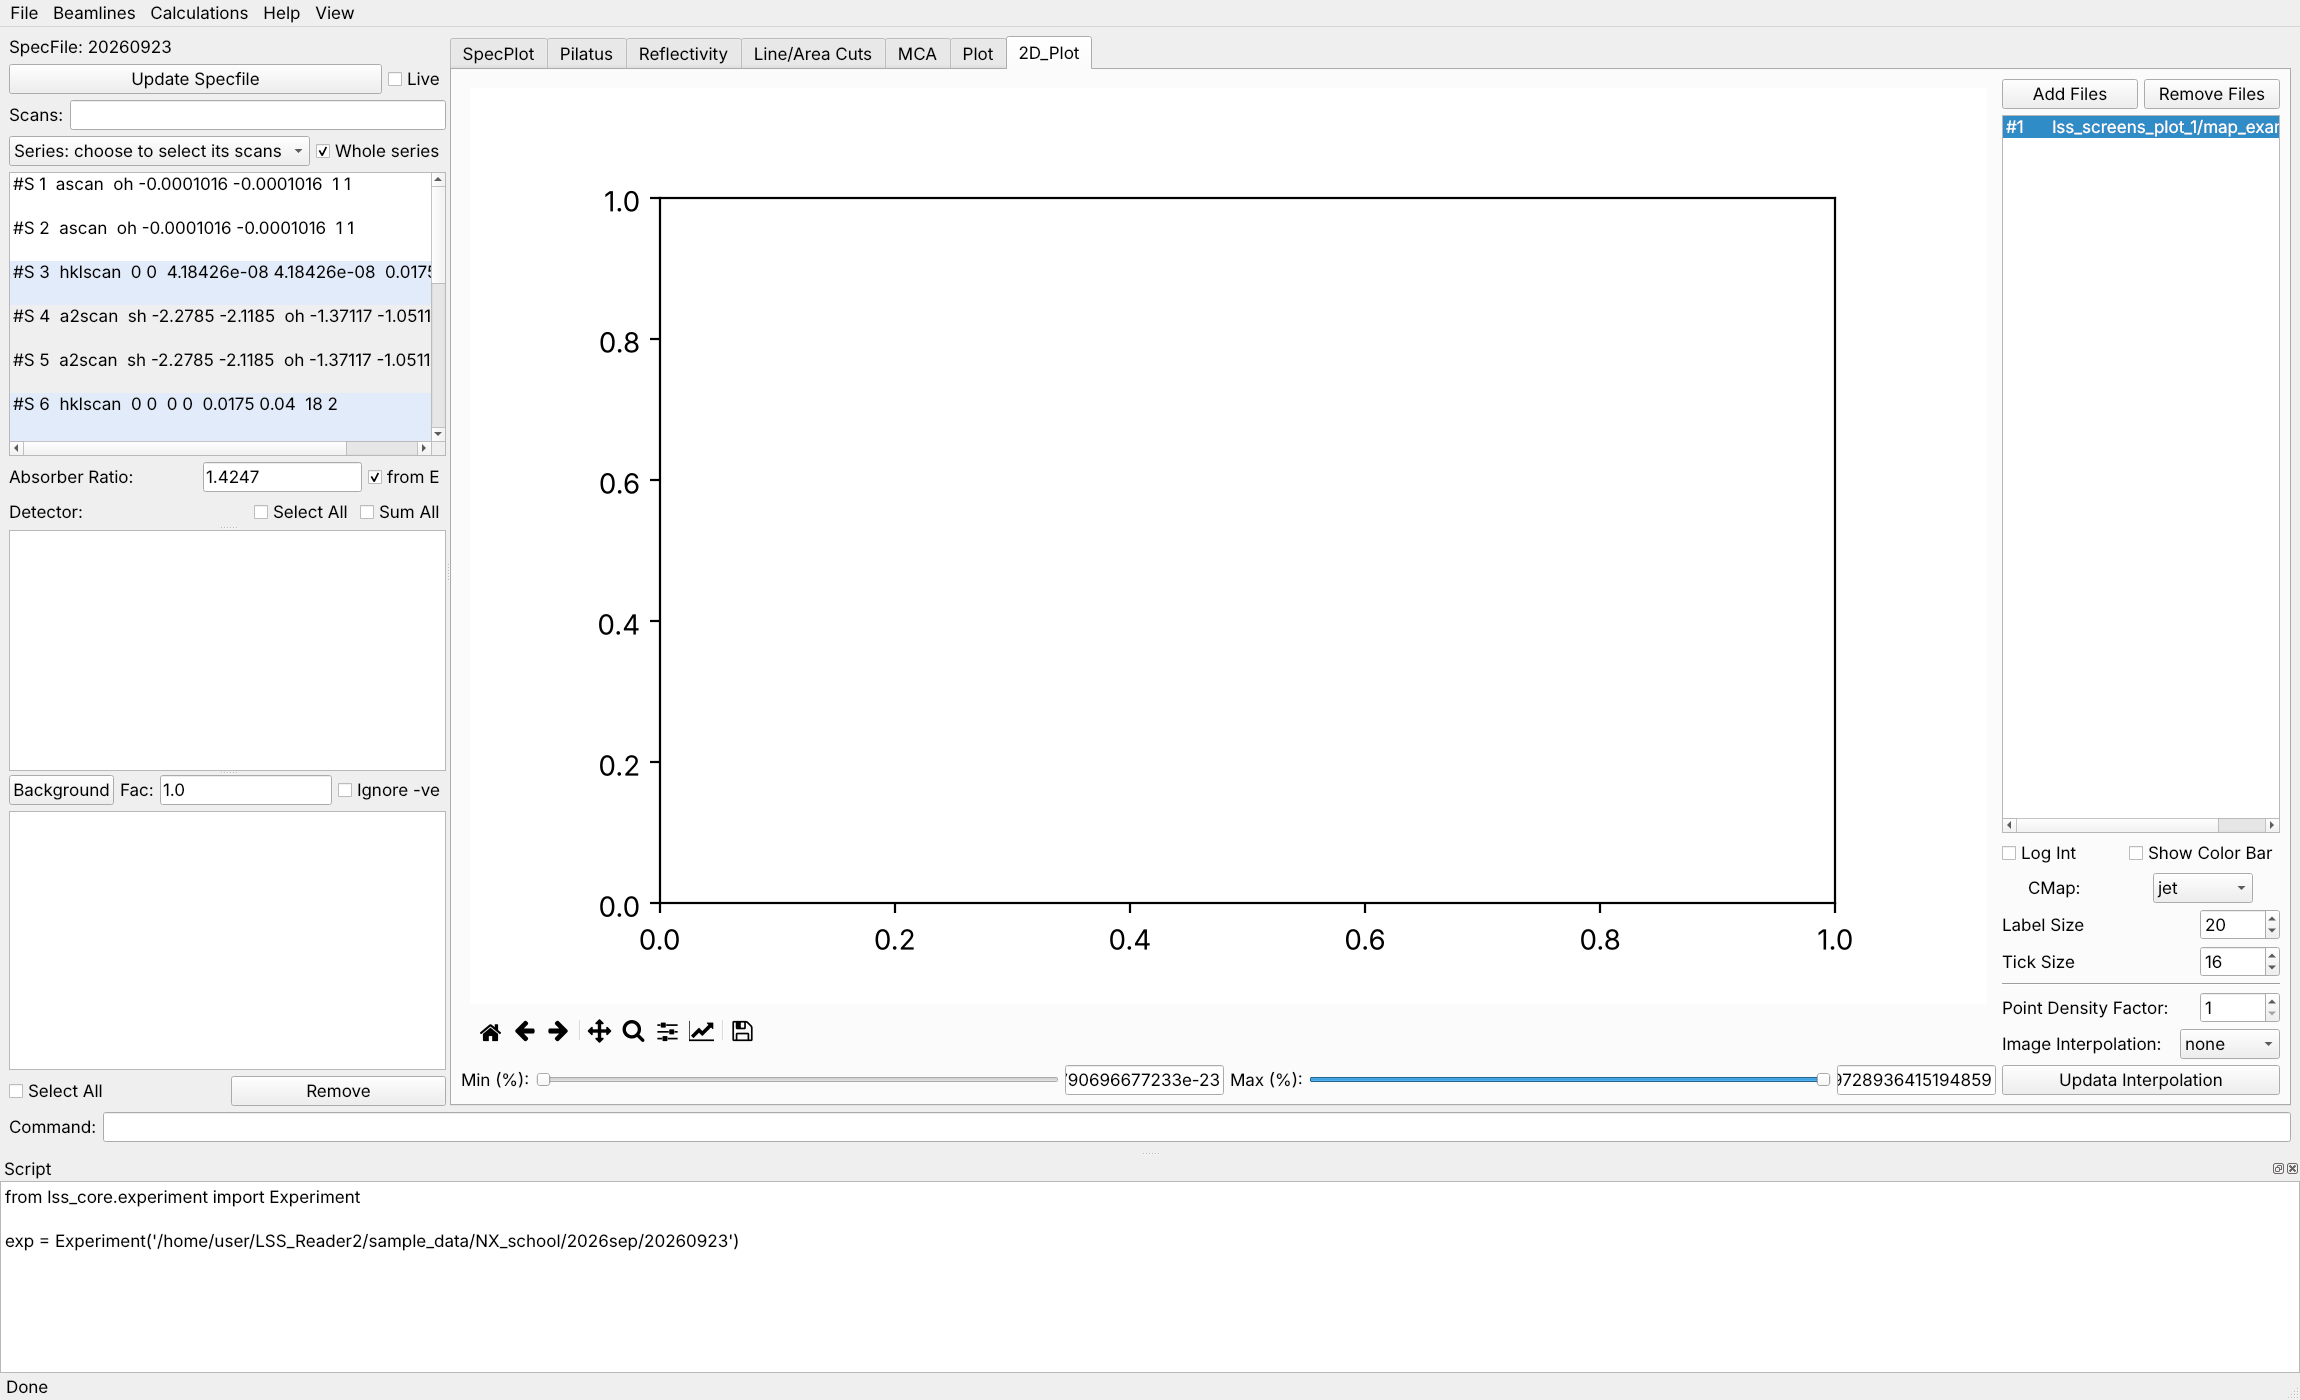 File Beamlines Calculations Help View
SpecFile: 20260923
Update Specfile
Live
Scans:
Series: choose to select its scans
Whole series
#S 1 ascan oh -0.0001016 -0.0001016 1 1
#S 2 ascan oh -0.0001016 -0.0001016 1 1
#S 3 hklscan 0 0 4.18426e-08 4.18426e-08 0.0175
#S 4 a2scan sh -2.2785 -2.1185 oh -1.37117 -1.0511
#S 5 a2scan sh -2.2785 -2.1185 oh -1.37117 -1.0511
#S 6 hklscan 0 0 0 0 0.0175 0.04 18 2
Absorber Ratio: 1.4247
from E
Detector:
Select All
Sum All
Background
Fac: 1.0
Ignore -ve
Select All
Remove
SpecPlot Pilatus Reflectivity Line/Area Cuts MCA Plot 2D_Plot
1.0
0.8
0.6
0.4
0.2
0.0
0.0 0.2 0.4 0.6 0.8 1.0
Min (%): 90696677233e-23
Max (%): 9728936415194859
Add Files
Remove Files
#1 lss_screens_plot_1/map_exar
Log Int
Show Color Bar
CMap: jet
Label Size 20
Tick Size 16
Point Density Factor: 1
Image Interpolation: none
Updata Interpolation
Command:
Script
from lss_core.experiment import Experiment
exp = Experiment('/home/user/LSS_Reader2/sample_data/NX_school/2026sep/20260923')
Done